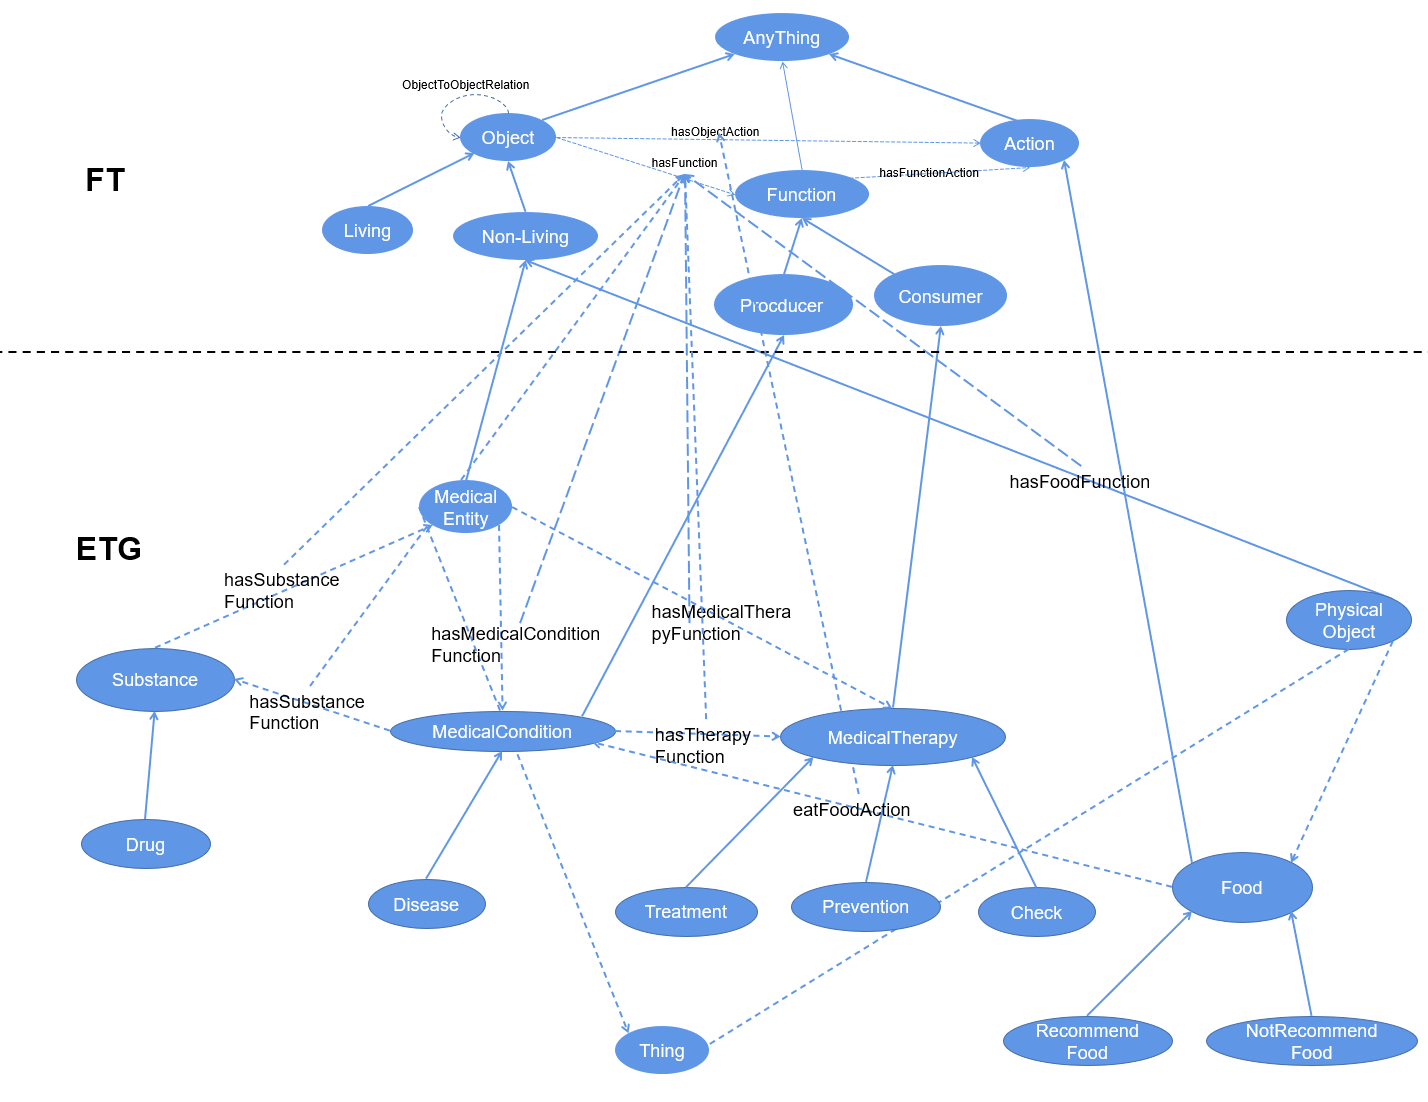 AnyThing
ObjectToObjectRelation
Object
hasObjectAction
Action
hasFunction
hasFunctionAction
FT
Function
Living
Non-Living
Procducer
Consumer
hasFoodFunction
Medical
Entity
ETG
hasSubstance
Function
hasMedicalThera
pyFunction
Physical
Object
hasMedicalCondition
Function
Substance
hasSubstance
Function
MedicalCondition
hasTherapy
Function
MedicalTherapy
eatFoodAction
Drug
Disease
Treatment
Prevention
Check
Food
Thing
Recommend
Food
NotRecommend
Food